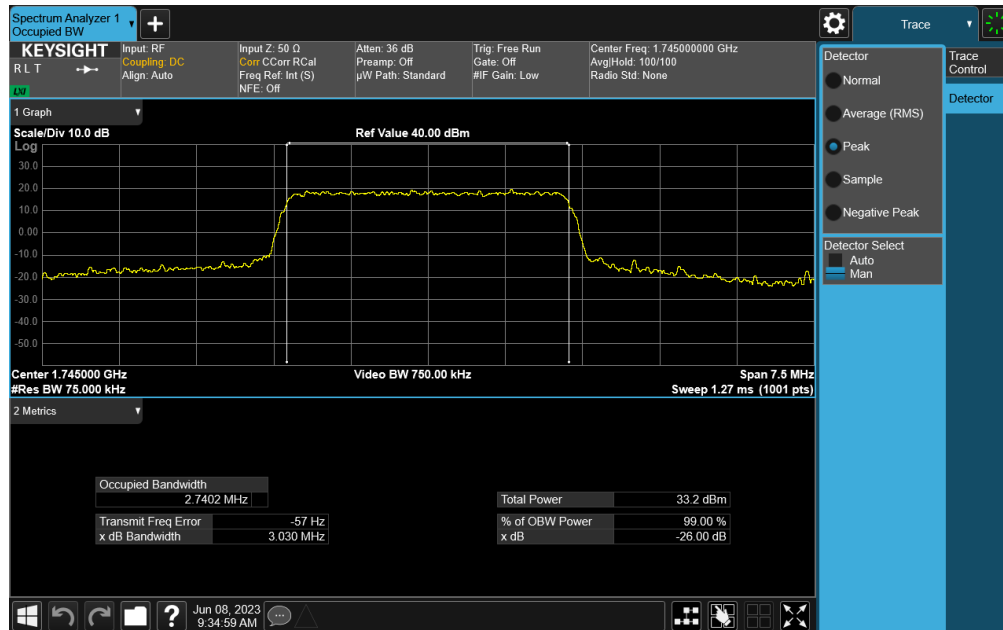 Spectrum Analyzer 1
Occupied BW
Trace
KEYSIGHT
R L T
LXI
Input: RF
Coupling: DC
Align: Auto
Input Z: 50 Ω
Corr CCorr RCal
Freq Ref: Int (S)
NFE: Off
Atten: 36 dB
Preamp: Off
µW Path: Standard
Trig: Free Run
Gate: Off
#IF Gain: Low
Center Freq: 1.745000000 GHz
Avg|Hold: 100/100
Radio Std: None
1 Graph
Scale/Div 10.0 dB
Ref Value 40.00 dBm
Log
30.0
20.0
10.0
0.00
-10.0
-20.0
-30.0
-40.0
-50.0
Center 1.745000 GHz
Video BW 750.00 kHz
Span 7.5 MHz
#Res BW 75.000 kHz
Sweep 1.27 ms (1001 pts)
2 Metrics
Occupied Bandwidth
2.7402 MHz
Transmit Freq Error -57 Hz
x dB Bandwidth 3.030 MHz
Total Power 33.2 dBm
% of OBW Power 99.00 %
x dB -26.00 dB
Detector
Normal
Average (RMS)
Peak
Sample
Negative Peak
Detector Select
Auto
Man
Trace
Control
Detector
?
Jun 08, 2023
9:34:59 AM